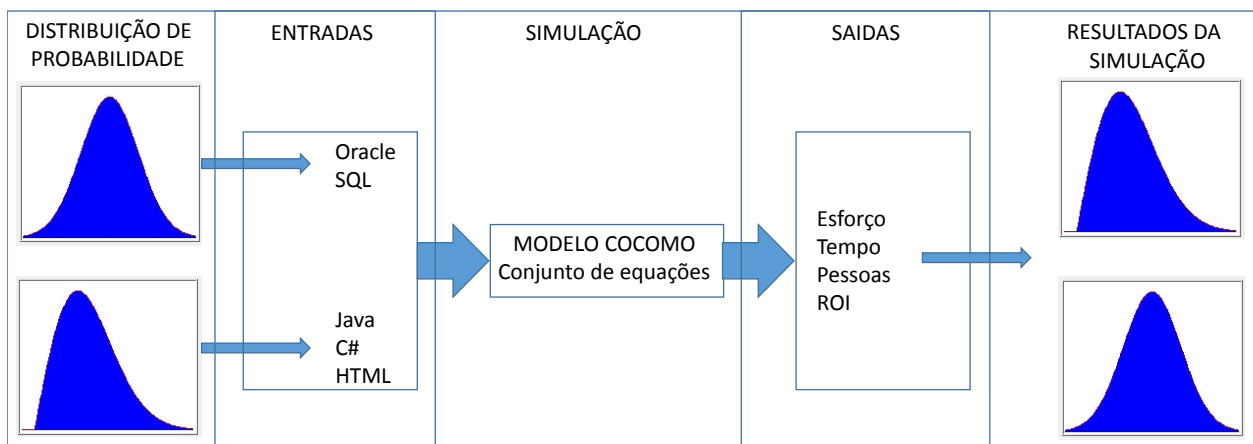 DISTRIBUIÇÃO DE
PROBABILIDADE
ENTRADAS
SIMULAÇÃO
SAIDAS
RESULTADOS DA
SIMULAÇÃO
Oracle
SQL
Java
C#
HTML
MODELO COCOMO
Conjunto de equações
Esforço
Tempo
Pessoas
ROI